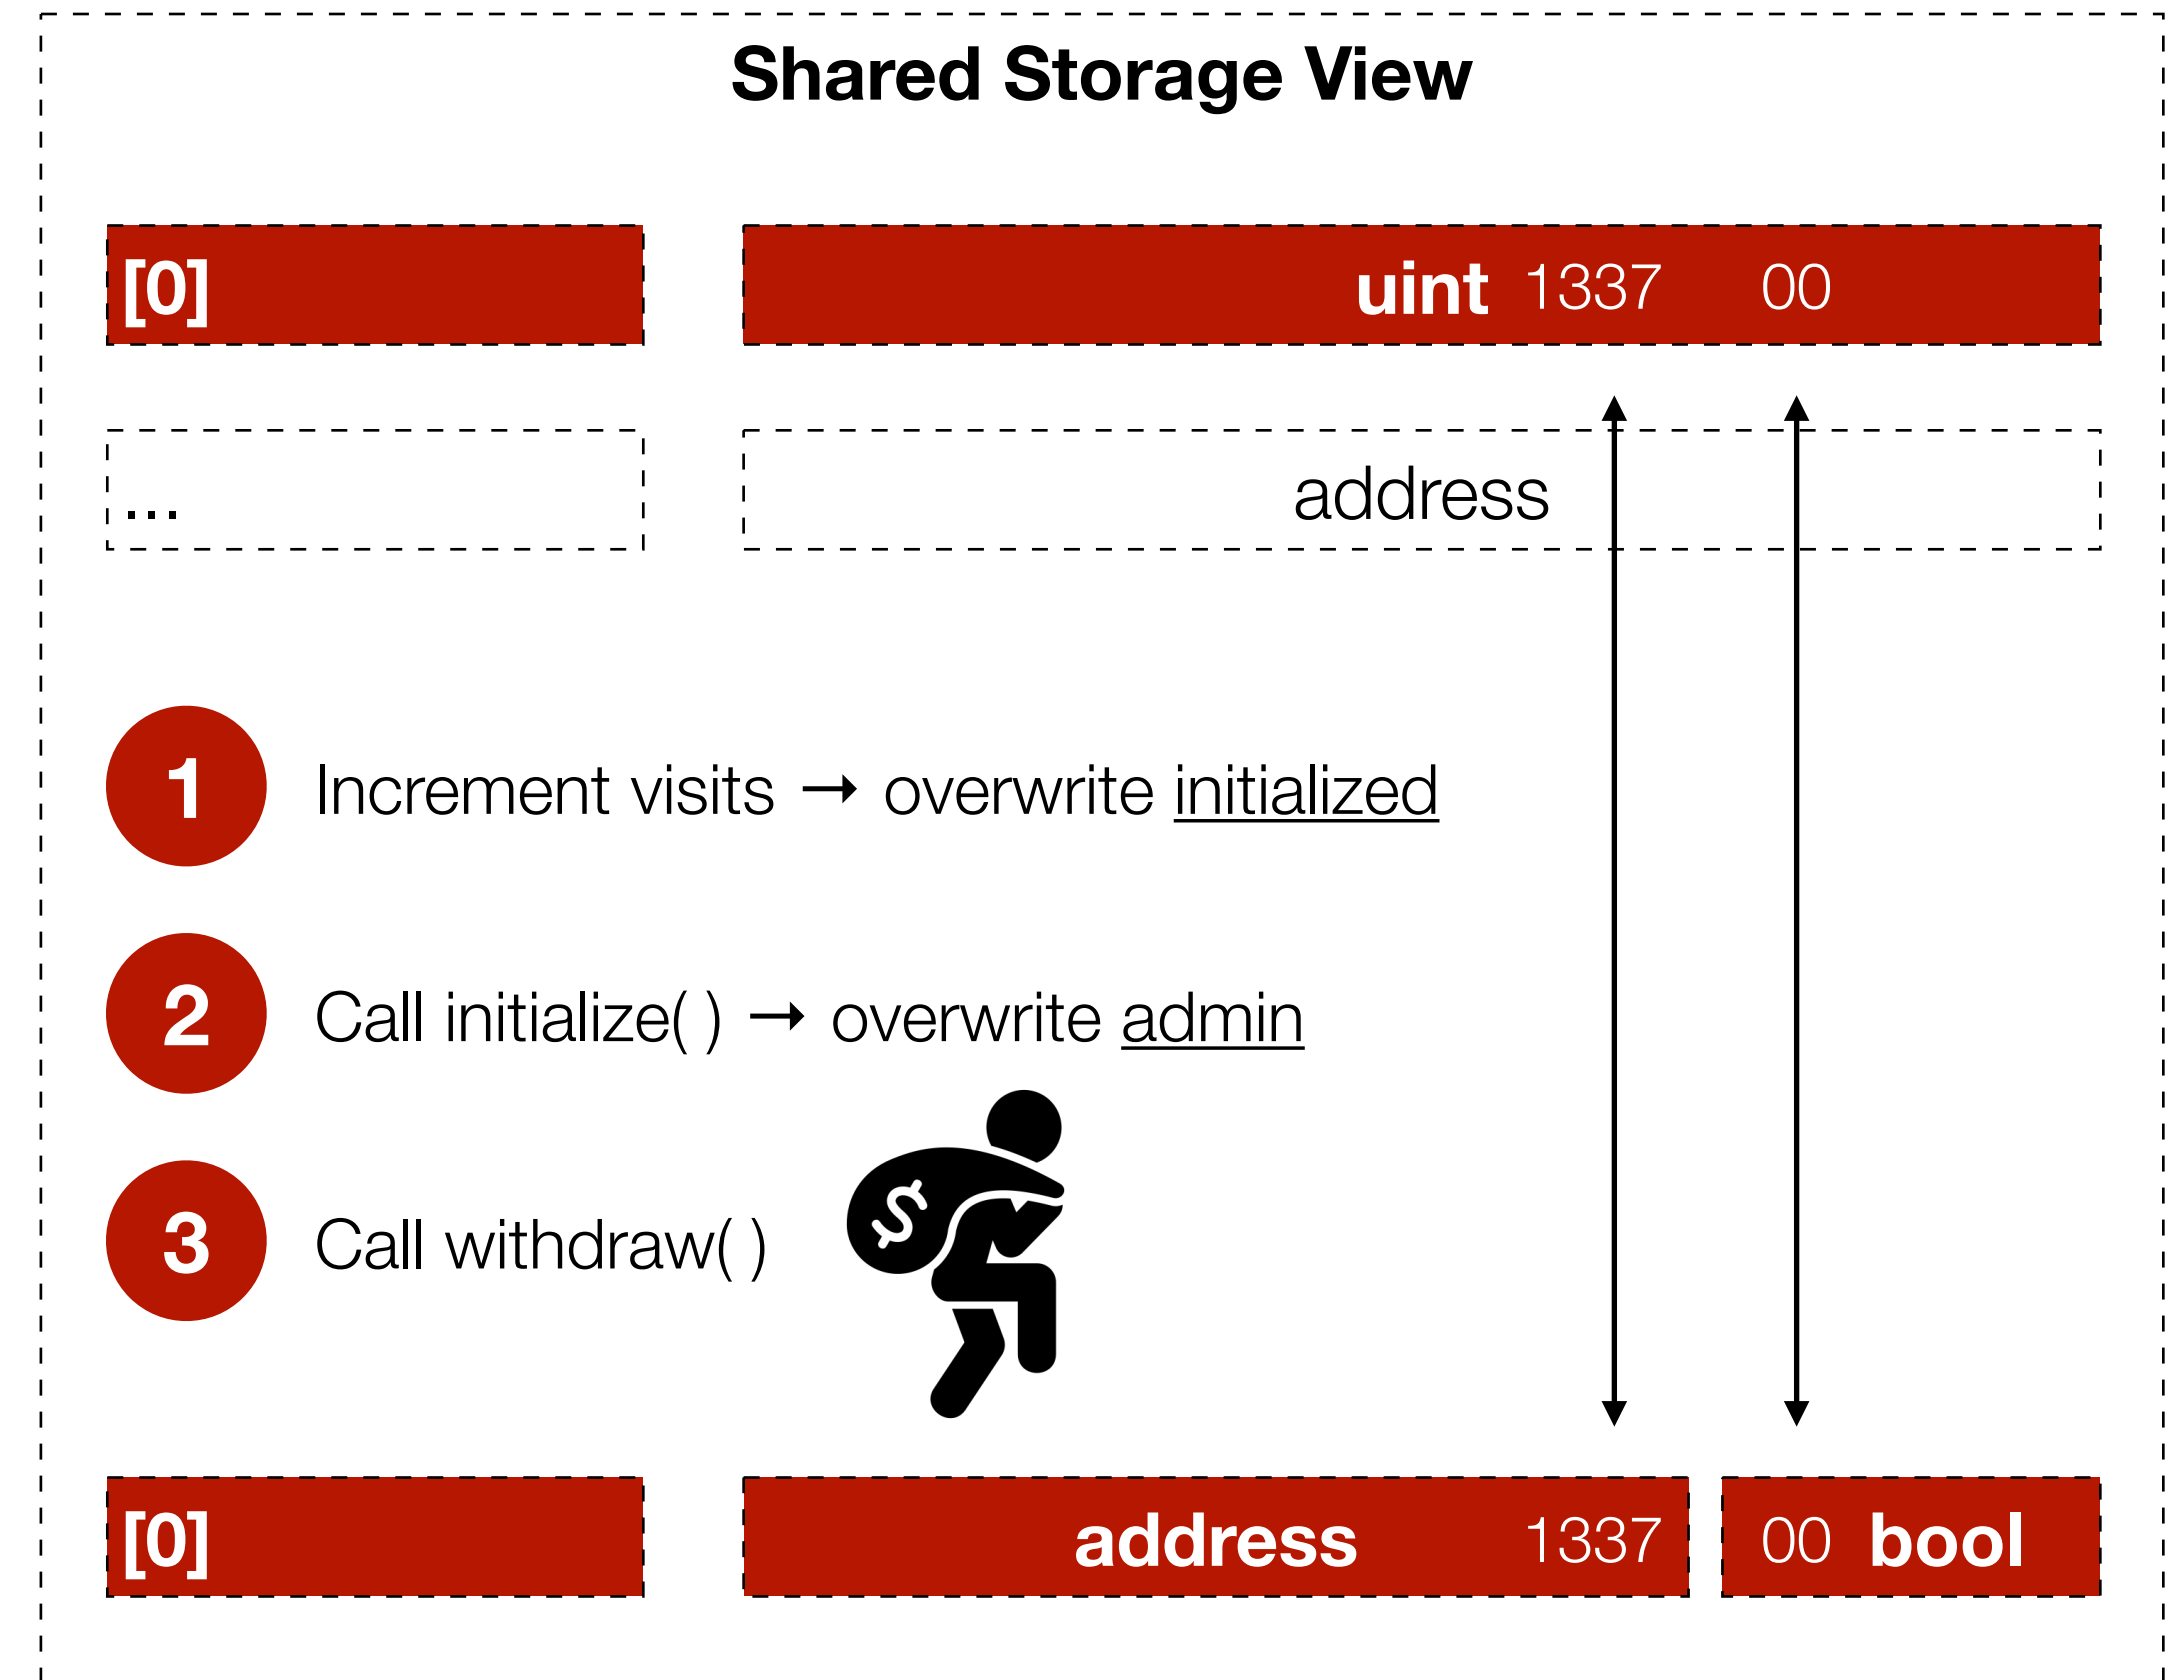 Shared Storage View
[0] uint 1337 00
... address
1 Increment visits → overwrite initialized
2 Call initialize( ) → overwrite admin
3 Call withdraw( )
$
[0] address 1337 00 bool